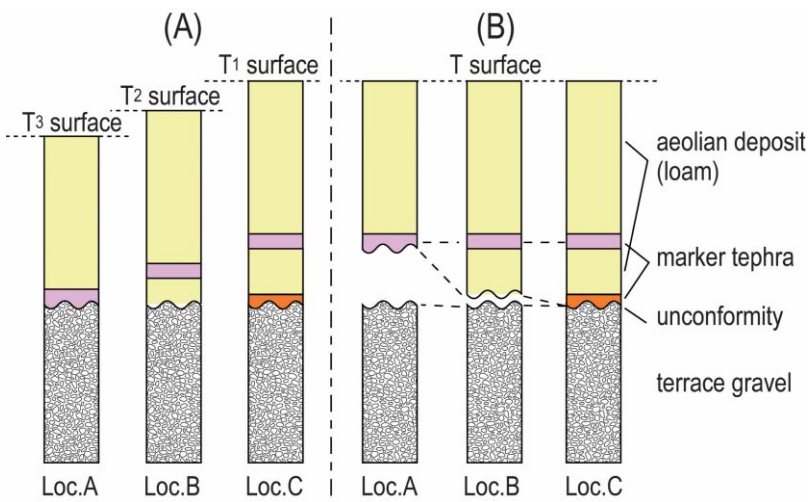 (A)
(B)
T1 surface
T surface
T2 surface
T3 surface
aeolian deposit
(loam)
marker tephra
unconformity
terrace gravel
Loc.A
Loc.B
Loc.C
Loc.A
Loc.B
Loc.C